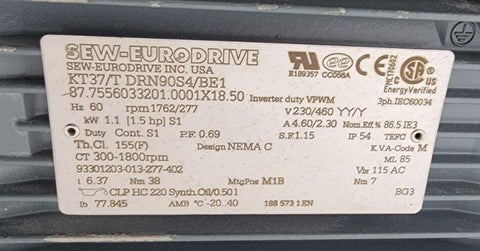 SEW-EURODRIVE
SEW-EURODRIVE INC. USA
KT37/T DRN90S4/BE1
87.7556033201.0001X18.50 Inverter duty VPWM 3ph.IEC60034
E189357 CC056A
Hz 60 rpm 1762/277 V 230/460 YY/Y
kW 1.1 [1.5 hp] S1 A 4.60/2.30 Nom.Eff.% 86.5 IE3
Duty Cont. S1 P.F. 0.69 S.F. 1.15 IP 54 TEFC
Th.Cl. 155(F) Design NEMA C K.V.A-Code M
CT 300-1800rpm ML 85
93301203-013-277-402 Vbr 115 AC
i 6.37 Nm 38 MtgPos M1B Nm 7
CLP HC 220 Synth.Oil/0.50 l BG3
lb 77.845 AMB °C -20..40 188 573 1 EN